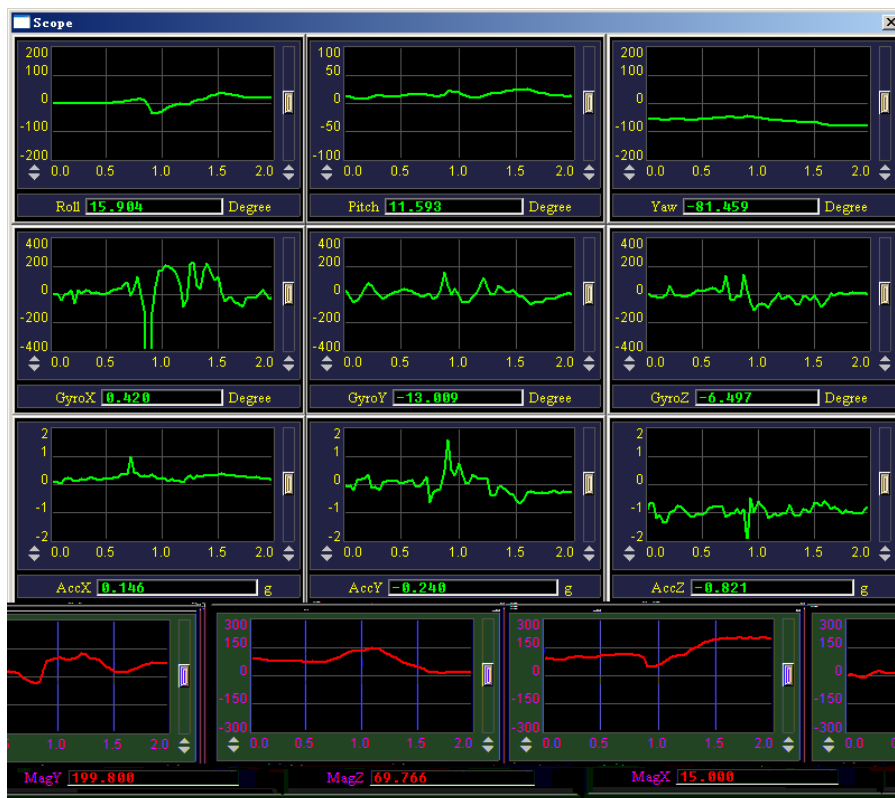 Scope
200 100 200
100 50 100
0 0 0
-100 -50 -100
-200 -100 -200
0.0 0.5 1.0 1.5 2.0 0.0 0.5 1.0 1.5 2.0 0.0 0.5 1.0 1.5 2.0
Roll 15.904 Degree Pitch 11.593 Degree Yaw -81.459 Degree
400 400 400
200 200 200
0 0 0
-200 -200 -200
-400 -400 -400
0.0 0.5 1.0 1.5 2.0 0.0 0.5 1.0 1.5 2.0 0.0 0.5 1.0 1.5 2.0
GyroX 0.420 Degree GyroY -13.009 Degree GyroZ -6.497 Degree
2 2 2
1 1 1
0 0 0
-1 -1 -1
-2 -2 -2
0.0 0.5 1.0 1.5 2.0 0.0 0.5 1.0 1.5 2.0 0.0 0.5 1.0 1.5 2.0
AccX 0.146 g AccY -0.240 g AccZ -0.821 g
300 300 300
150 150 150
0 0 0
-150 -150 -150
-300 -300 -300
1.0 1.5 2.0 0.0 0.5 1.0 1.5 2.0 0.0 0.5 1.0 1.5 2.0 0.0
MagY 199.800 MagZ 69.766 MagX 15.000